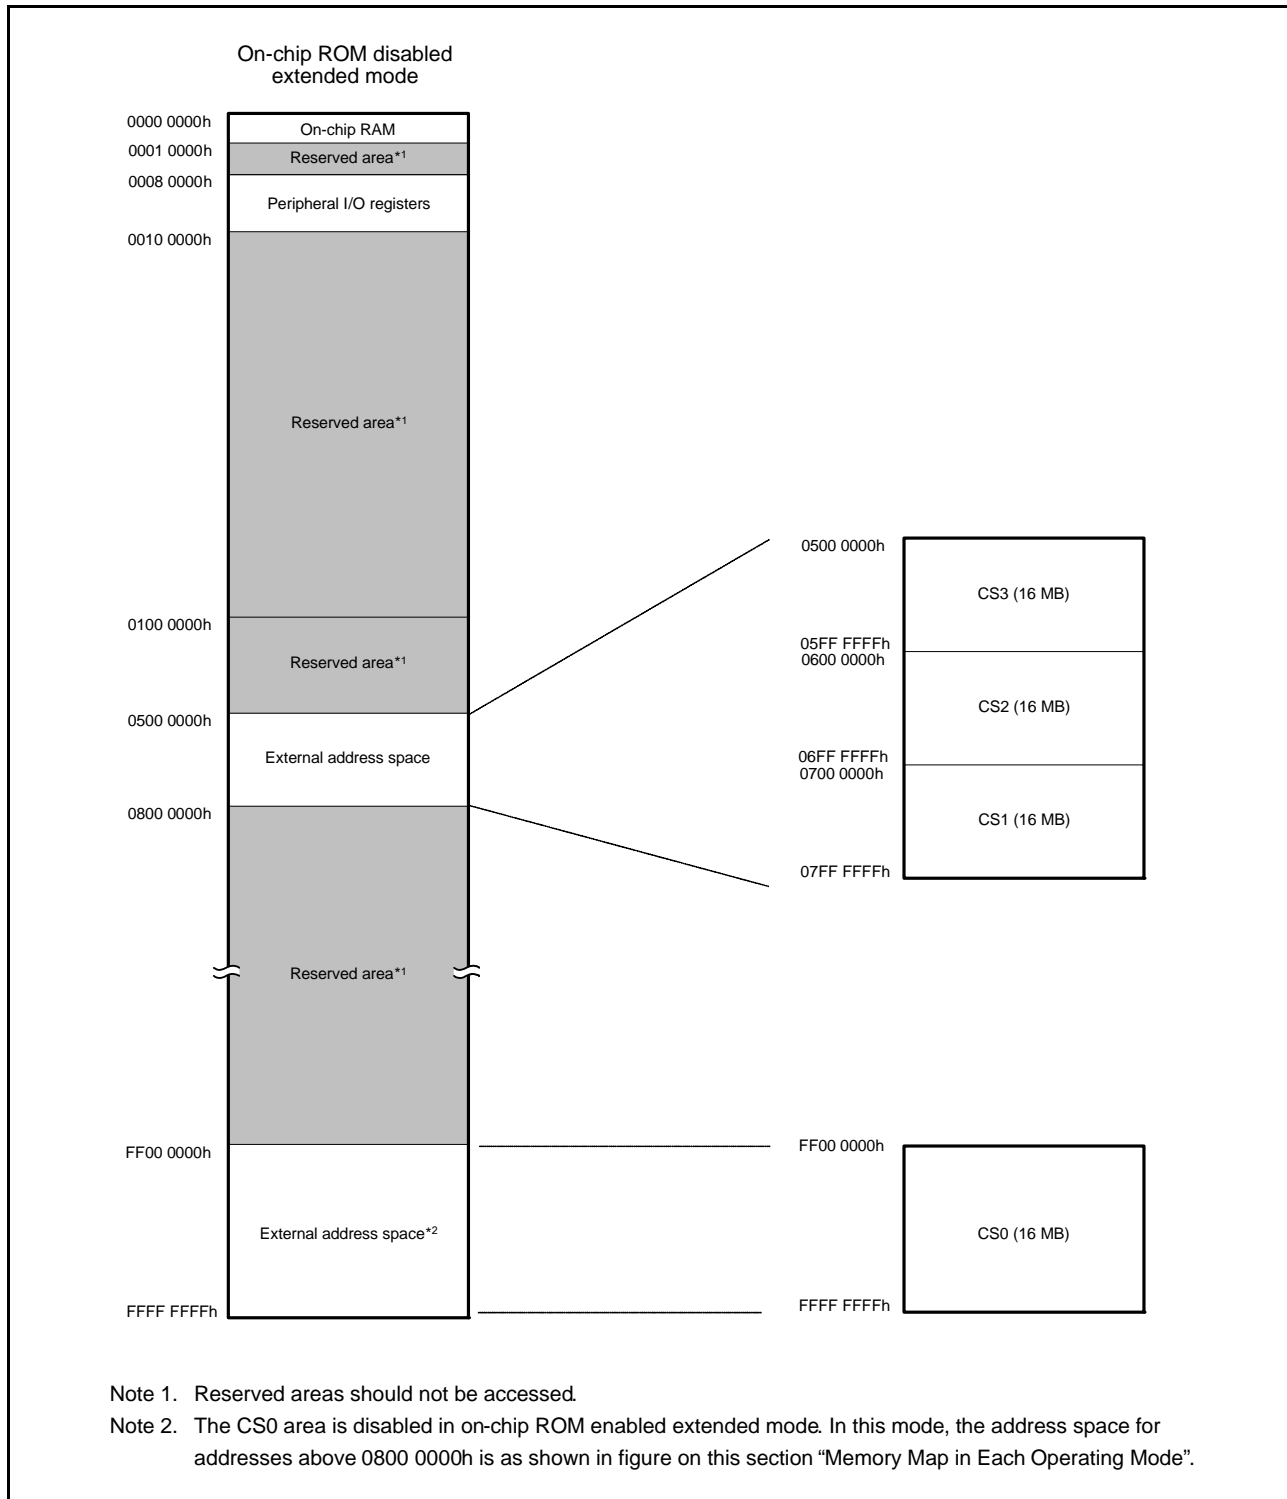 On-chip ROM disabled
extended mode
0000 0000h
On-chip RAM
0001 0000h
Reserved area*1
0008 0000h
Peripheral I/O registers
0010 0000h
Reserved area*1
0100 0000h
Reserved area*1
0500 0000h
External address space
0800 0000h
Reserved area*1
FF00 0000h
External address space*2
FFFF FFFFh
0500 0000h
CS3 (16 MB)
05FF FFFFh
0600 0000h
CS2 (16 MB)
06FF FFFFh
0700 0000h
CS1 (16 MB)
07FF FFFFh
FF00 0000h
CS0 (16 MB)
FFFF FFFFh
Note 1. Reserved areas should not be accessed.
Note 2. The CS0 area is disabled in on-chip ROM enabled extended mode. In this mode, the address space for
addresses above 0800 0000h is as shown in figure on this section “Memory Map in Each Operating Mode”.